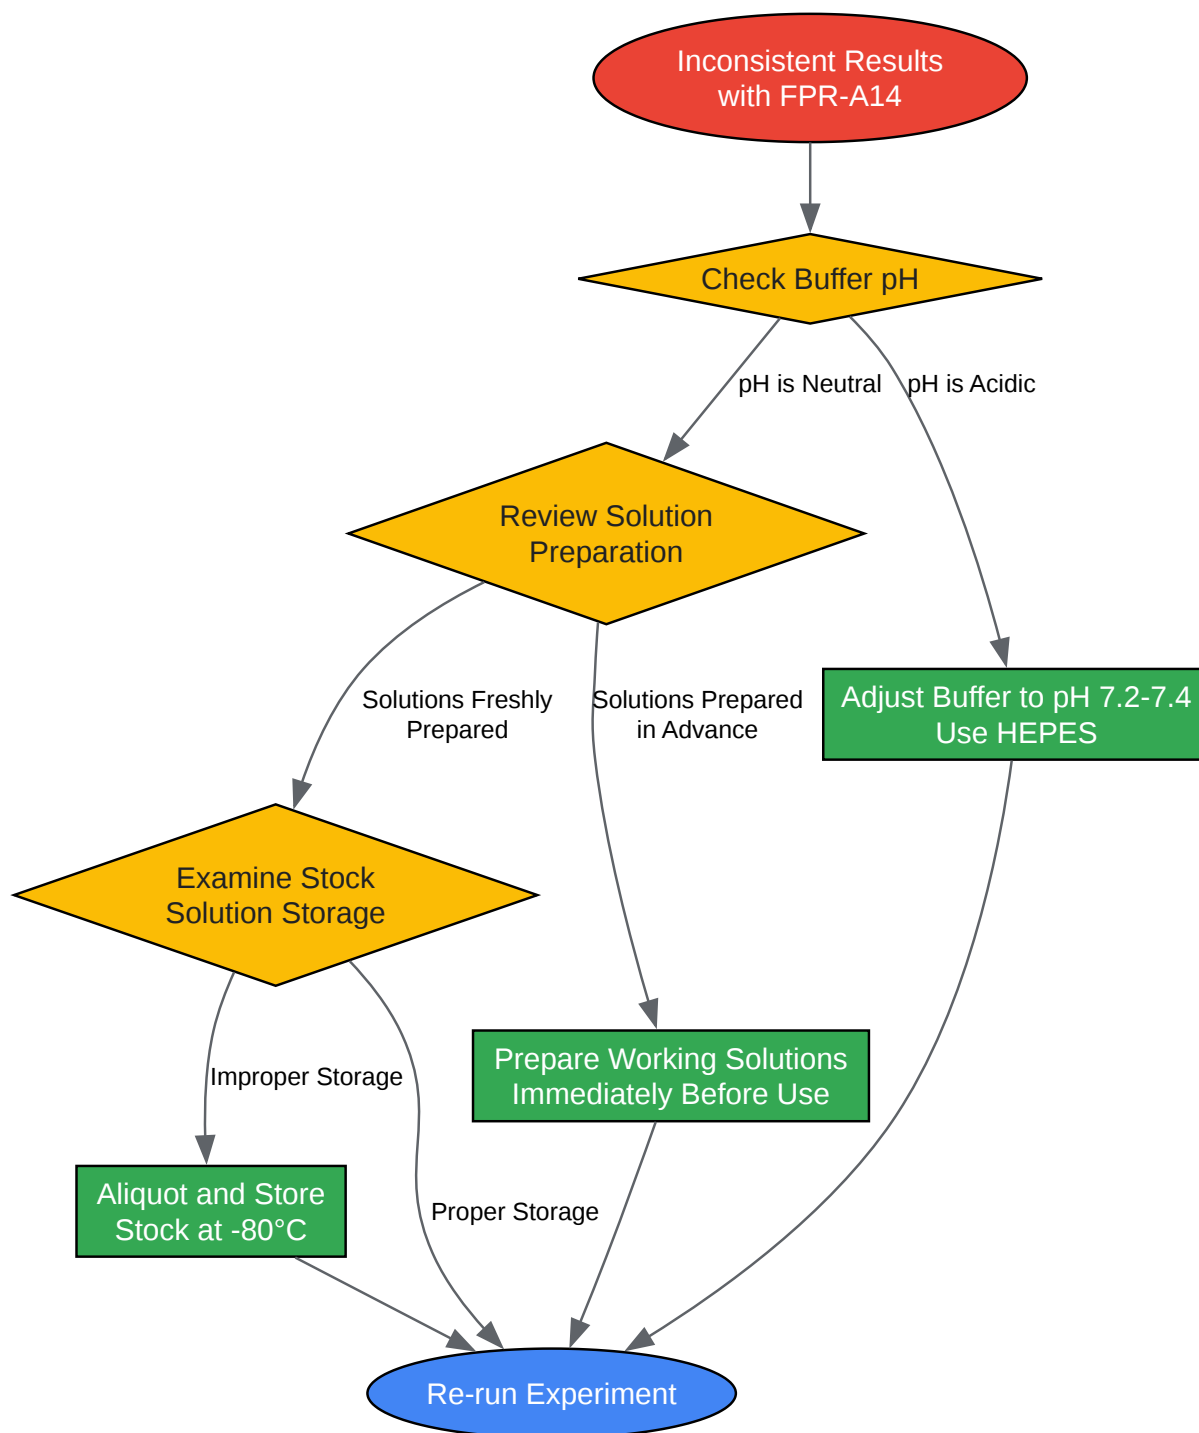 Inconsistent Results
with FPR-A14
Check Buffer pH
pH is Neutral
pH is Acidic
Review Solution
Preparation
Solutions Freshly
Prepared
Solutions Prepared
in Advance
Adjust Buffer to pH 7.2-7.4
Use HEPES
Examine Stock
Solution Storage
Prepare Working Solutions
Immediately Before Use
Improper Storage
Aliquot and Store
Stock at -80°C
Proper Storage
Re-run Experiment